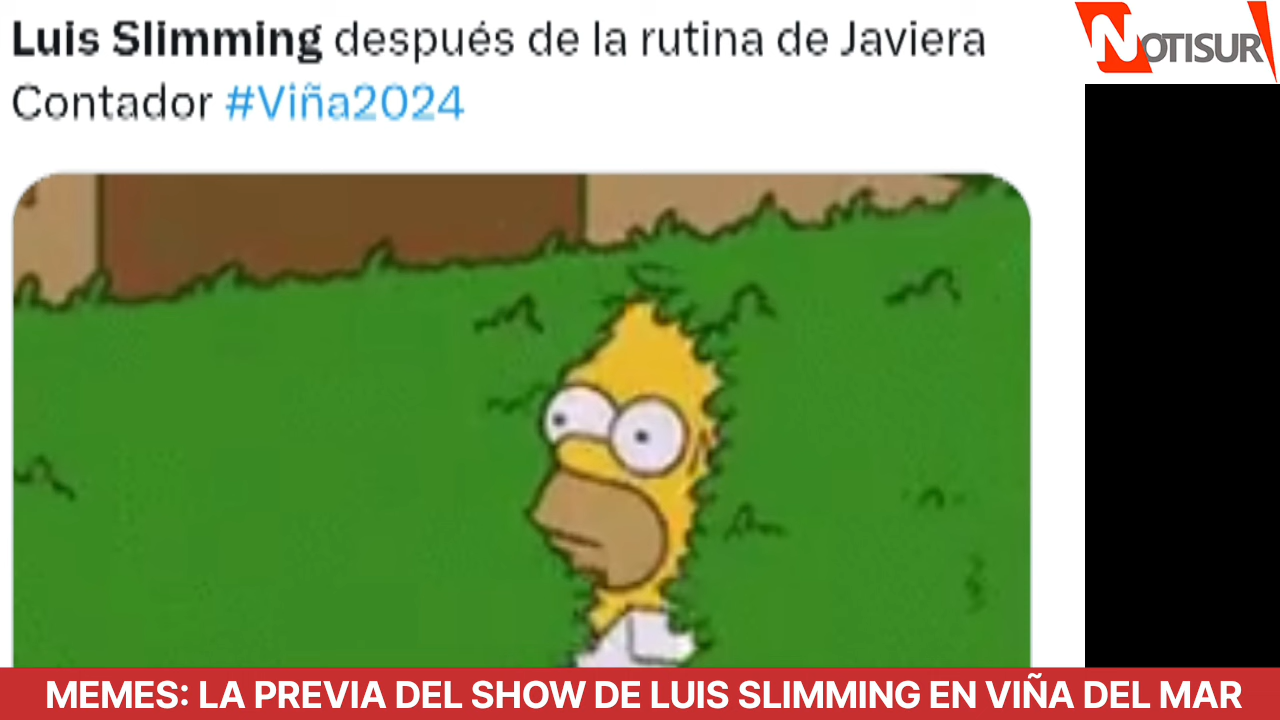 Luis Slimming después de la rutina de Javiera
Contador #Viña2024
NOTISUR
MEMES: LA PREVIA DEL SHOW DE LUIS SLIMMING EN VIÑA DEL MAR